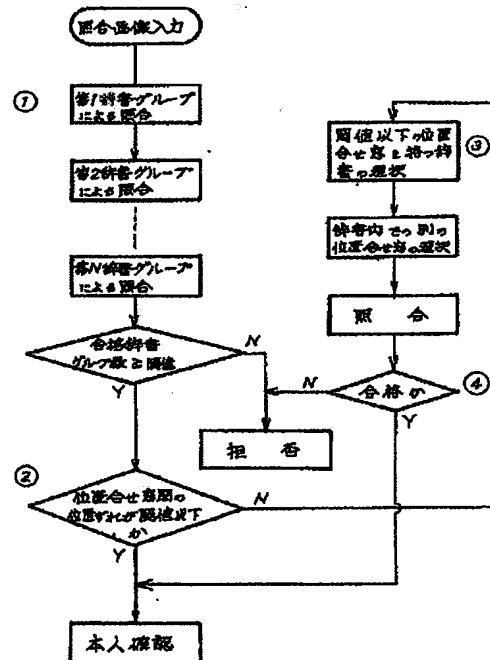 照合画像入力
①
第1辞書グループ
による照合
第2辞書グループ
による照合
第N辞書グループ
による照合
合格辞書
グループ数≧閾値
N
Y
②
位置合せ窓間の
位置ずれが閾値以下
か
N
Y
本人確認
③
閾値以下の位置
合せ窓を持つ辞
書の選択
辞書内での別の
位置合せ窓の選択
照 合
④
合格か
N
Y
拒 否